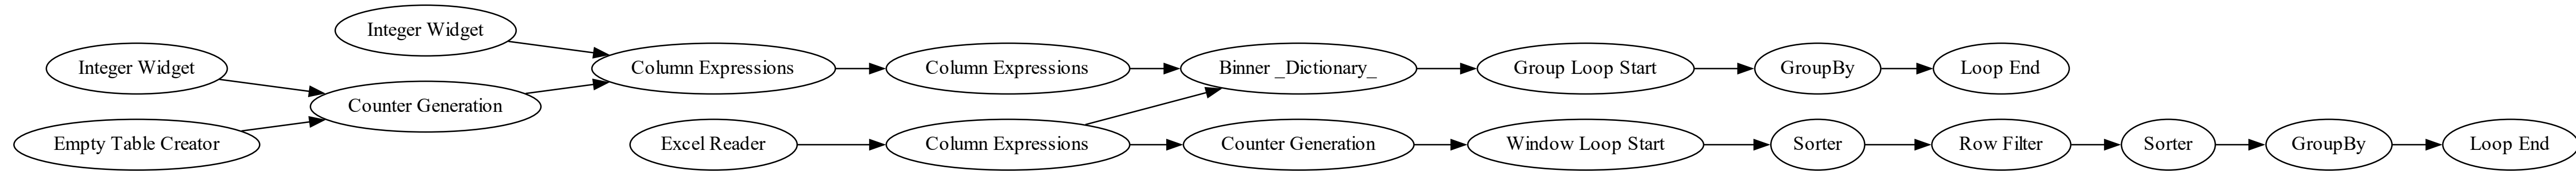 Integer Widget
Integer Widget
Column Expressions
Column Expressions
Binner _Dictionary_
Group Loop Start
GroupBy
Loop End
Counter Generation
Empty Table Creator
Excel Reader
Column Expressions
Counter Generation
Window Loop Start
Sorter
Row Filter
Sorter
GroupBy
Loop End